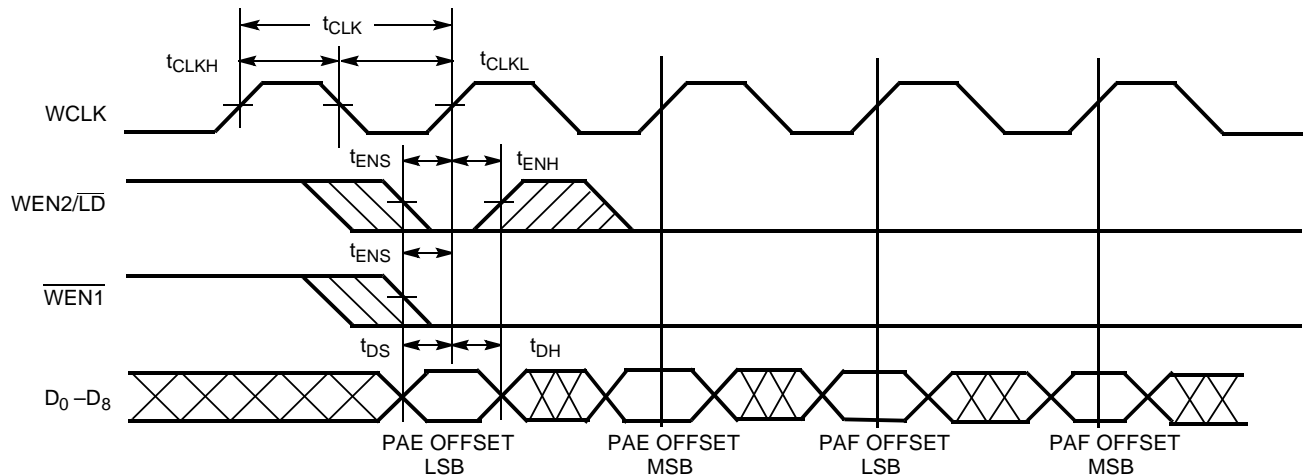 tCLK
tCLKH
tCLKL
WCLK
tENS
tENH
WEN2/LD
tENS
WEN1
tDS
tDH
D0 –D8
PAE OFFSET
LSB
PAE OFFSET
MSB
PAF OFFSET
LSB
PAF OFFSET
MSB